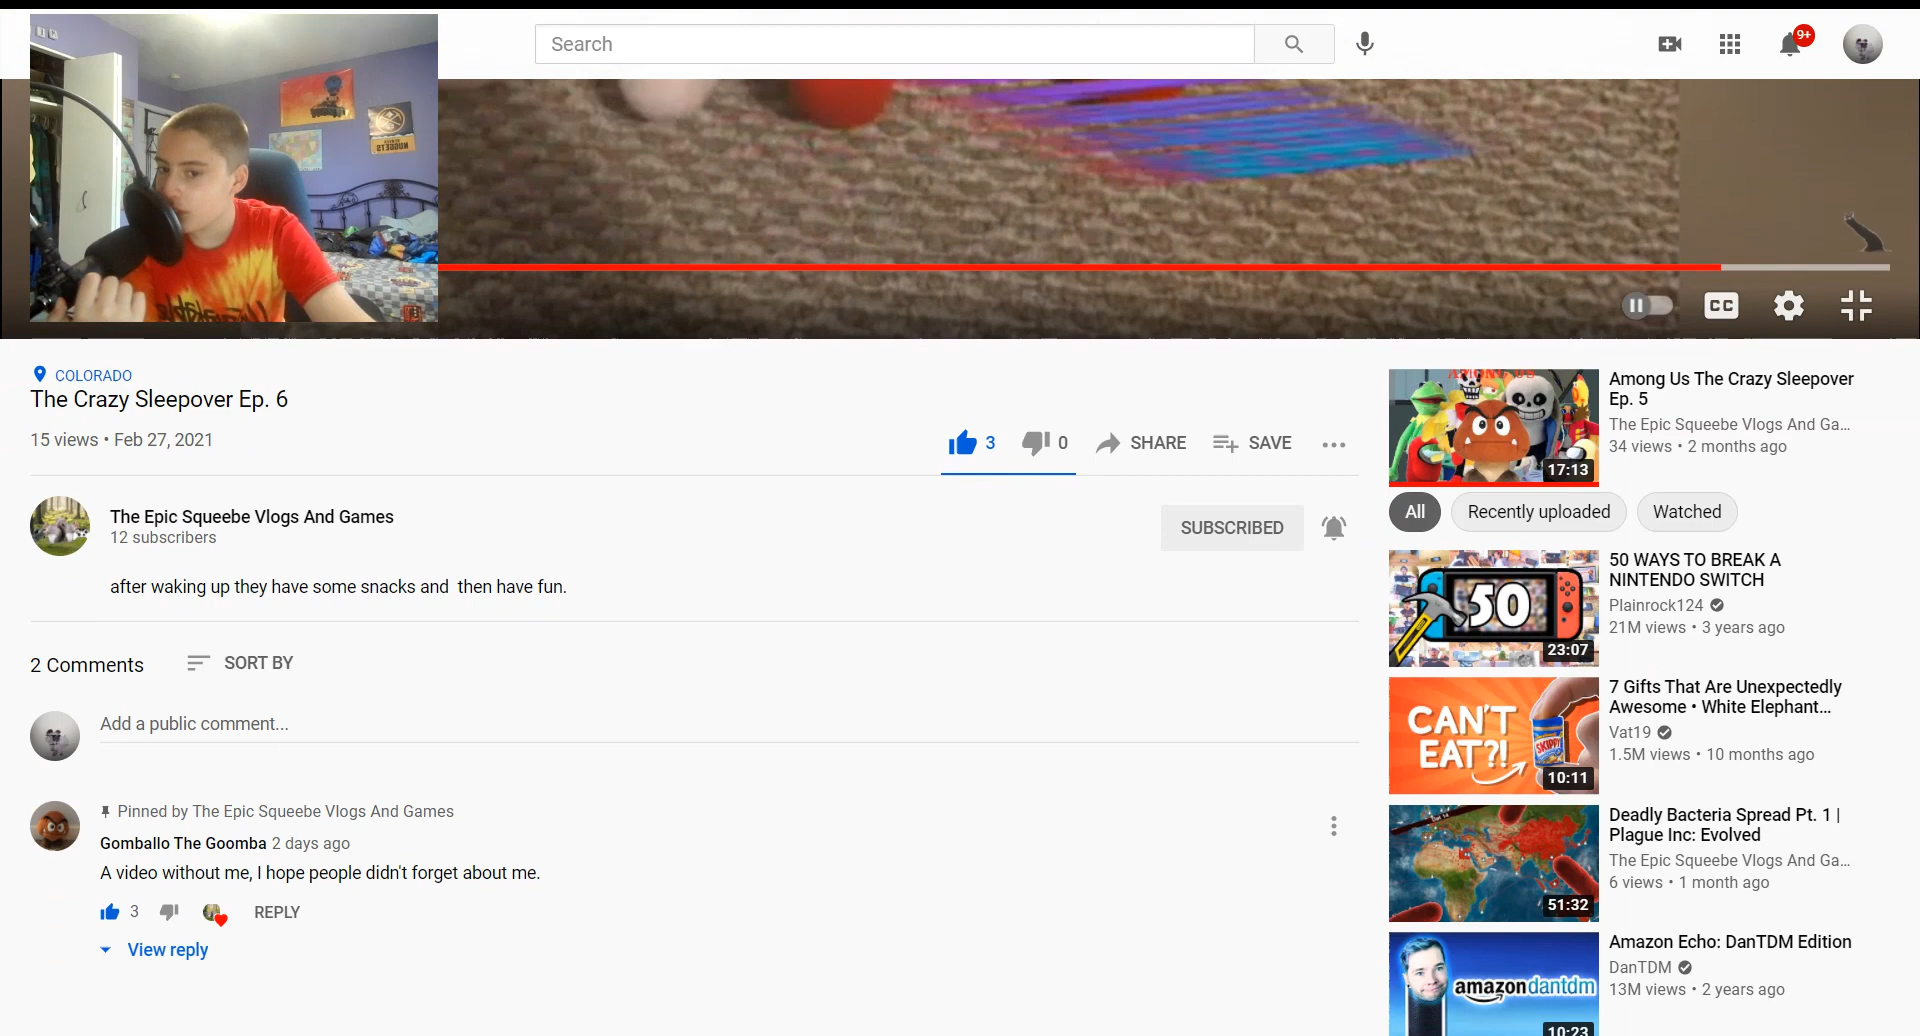 Search
9+
NUGGETS
CC
COLORADO
The Crazy Sleepover Ep. 6
15 views • Feb 27, 2021
3
0
SHARE
SAVE
The Epic Squeebe Vlogs And Games
12 subscribers
SUBSCRIBED
after waking up they have some snacks and  then have fun.
2 Comments
SORT BY
Add a public comment...
Pinned by The Epic Squeebe Vlogs And Games
Gomballo The Goomba 2 days ago
A video without me, I hope people didn't forget about me.
3
REPLY
View reply
AMONG US
17:13
Among Us The Crazy Sleepover
Ep. 5
The Epic Squeebe Vlogs And Ga...
34 views • 2 months ago
All
Recently uploaded
Watched
50
23:07
50 WAYS TO BREAK A
NINTENDO SWITCH
Plainrock124
21M views • 3 years ago
CAN'T
EAT?!
SKIPPY
10:11
7 Gifts That Are Unexpectedly
Awesome • White Elephant...
Vat19
1.5M views • 10 months ago
51:32
Deadly Bacteria Spread Pt. 1 |
Plague Inc: Evolved
The Epic Squeebe Vlogs And Ga...
6 views • 1 month ago
amazondantdm
10:23
Amazon Echo: DanTDM Edition
DanTDM
13M views • 2 years ago